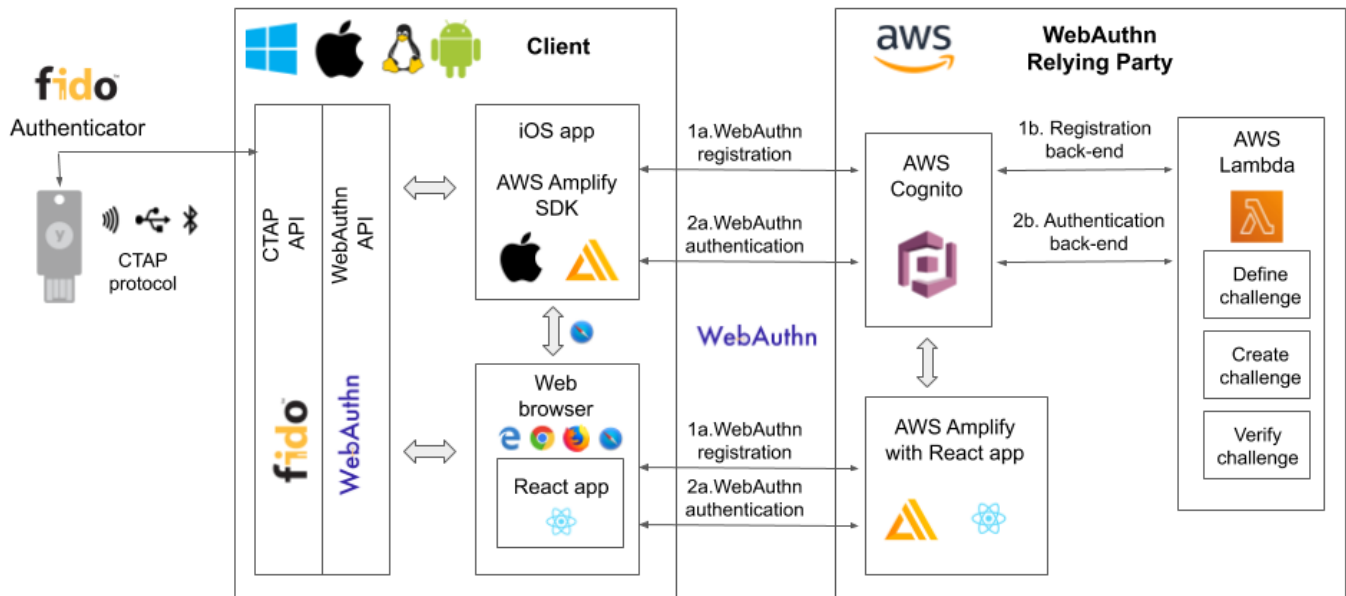 fido™
Authenticator
y
CTAP
protocol
Client
CTAP
API
WebAuthn
API
fido™
WebAuthn
iOS app
AWS Amplify
SDK
Web
browser
React app
1a.WebAuthn
registration
2a.WebAuthn
authentication
WebAuthn
1a.WebAuthn
registration
2a.WebAuthn
authentication
aws
WebAuthn
Relying Party
AWS
Cognito
AWS Amplify
with React app
1b. Registration
back-end
2b. Authentication
back-end
AWS
Lambda
Define
challenge
Create
challenge
Verify
challenge